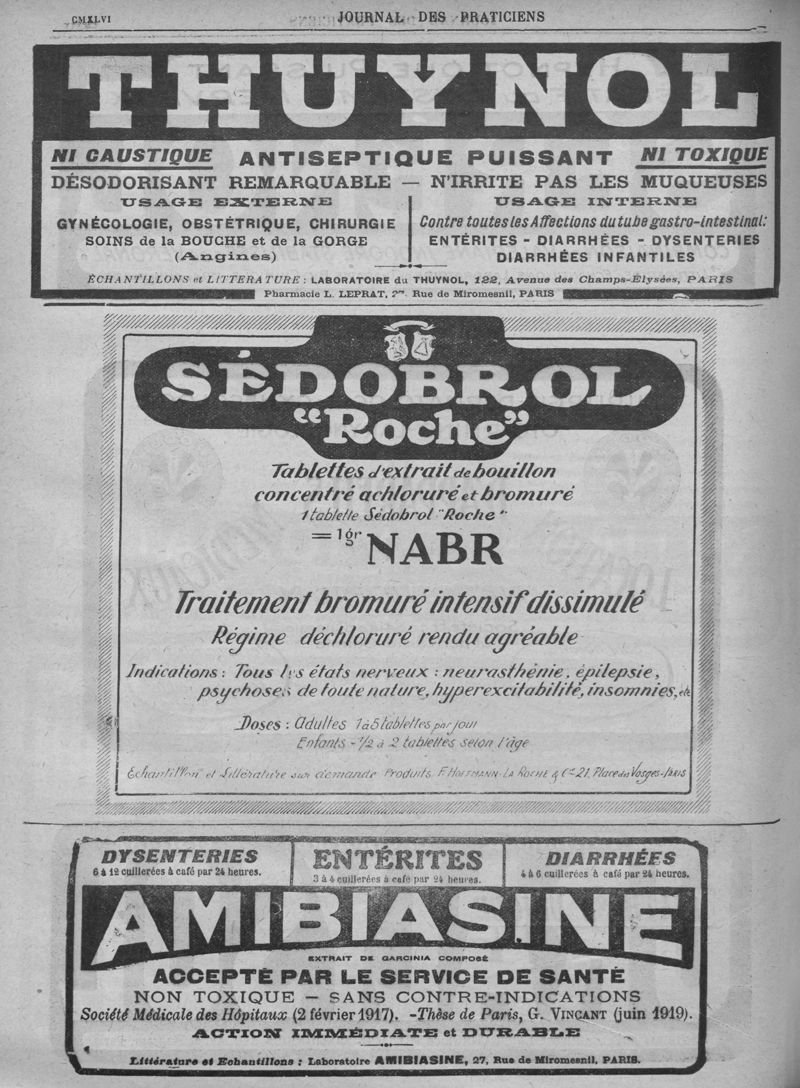 CMXLVI
JOURNAL DES PRATICIENS
THUYNOL
NI CAUSTIQUE ANTISEPTIQUE PUISSANT NI TOXIQUE
DÉSODORISANT REMARQUABLE — N'IRRITE PAS LES MUQUEUSES
USAGE EXTERNE
GYNÉCOLOGIE, OBSTÉTRIQUE, CHIRURGIE
SOINS de la BOUCHE et de la GORGE
(Angines)
USAGE INTERNE
Contre toutes les Affections du tube gastro-intestinal:
ENTÉRITES - DIARRHÉES - DYSENTERIES
DIARRHÉES INFANTILES
ÉCHANTILLONS et LITTERATURE : LABORATOIRE du THUYNOL, 122, Avenue des Champs-Élysées, PARIS
Pharmacie L. LEPRAT, Rue de Miromesnil, PARIS
SÉDOBROL
"Roche"
Tablettes d'extrait de bouillon
concentré achloruré et bromuré
1 tablette Sédobrol "Roche"
= 1gr NABR
Traitement bromuré intensif dissimulé
Régime déchloruré rendu agréable
Indications : Tous les états nerveux : neurasthénie, épilepsie,
psychoses de toute nature, hyperexcitabilité, insomnies, etc
Doses : Adultes 1 à 5 tablettes par jour
Enfants - 1/2 à 2 tablettes selon l'âge
Echantillon et Littérature sur demande Produits F. HOFFMANN-LA ROCHE & Cie 21, Place des Vosges-PARIS
DYSENTERIES
6 à 12 cuillerées à café par 24 heures.
ENTÉRITES
3 à 4 cuillerées à café par 24 heures.
DIARRHÉES
4 à 6 cuillerées à café par 24 heures.
AMIBIASINE
EXTRAIT DE GARCINIA COMPOSÉ
ACCEPTÉ PAR LE SERVICE DE SANTÉ
NON TOXIQUE — SANS CONTRE-INDICATIONS
Société Médicale des Hôpitaux (2 février 1917). -Thèse de Paris, G. VINCANT (juin 1919).
ACTION IMMÉDIATE et DURABLE
Littérature et Echantillons : Laboratoire AMIBIASINE, 27, Rue de Miromesnil, PARIS.